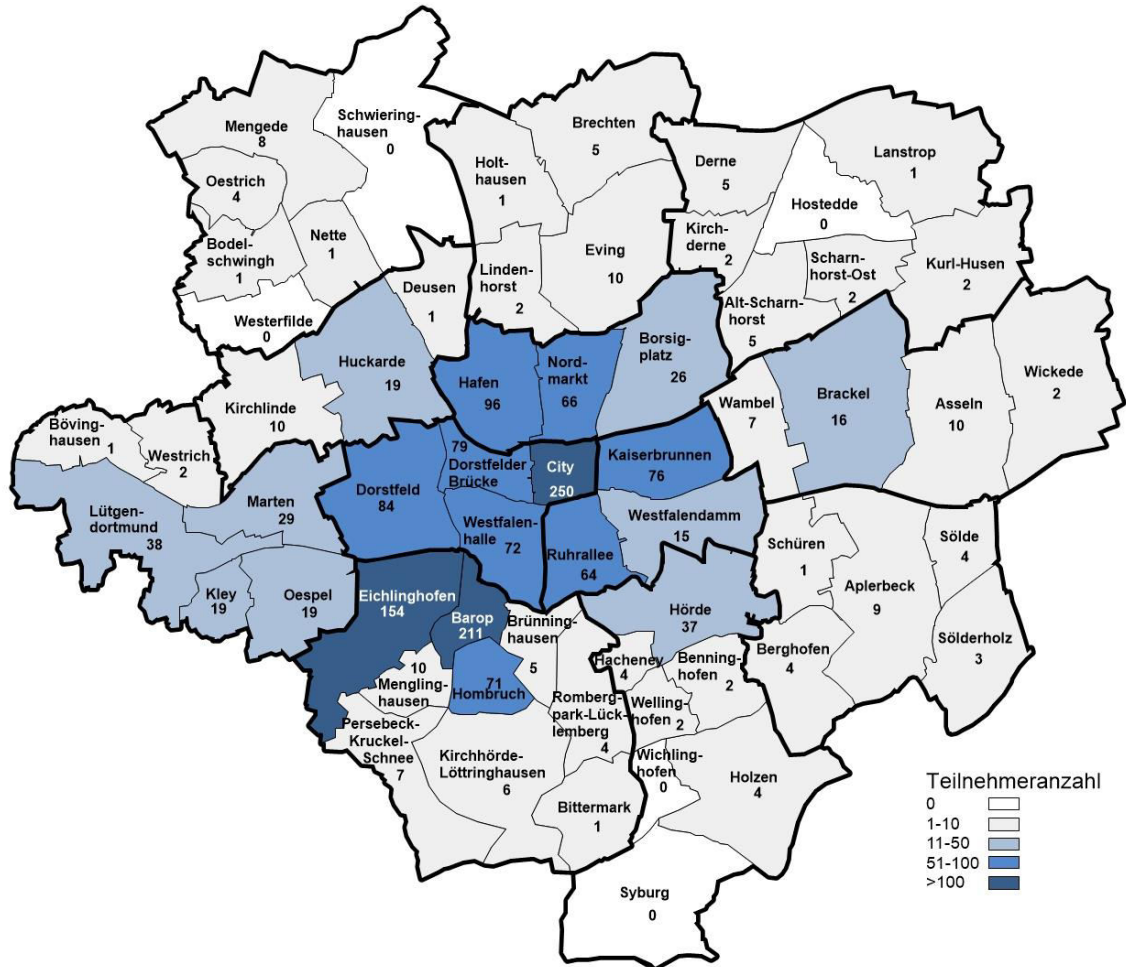 Schwiering-
hausen
0
Mengede
8
Brechten
5
Holt-
hausen
1
Derne
5
Lanstrop
1
Oestrich
4
Hostedde
0
Nette
1
Bodel-
schwingh
1
Eving
10
Kirch-
derne
2
Scharn-
horst-Ost
2
Kurl-Husen
2
Linden-
horst
2
Deusen
1
Alt-Scharn-
horst
5
Westerfilde
0
Huckarde
19
Hafen
96
Nord-
markt
66
Borsig-
platz
26
Wambel
7
Brackel
16
Asseln
10
Wickede
2
Kirchlinde
10
Böving-
hausen
1
Westrich
2
79
Dorstfelder
Brücke
City
250
Kaiserbrunnen
76
Dorstfeld
84
Marten
29
Lütgen-
dortmund
38
Westfalen-
halle
72
Ruhrallee
64
Westfalendamm
15
Schüren
1
Sölde
4
Aplerbeck
9
Kley
19
Oespel
19
Eichlinghofen
154
Barop
211
Brünning-
hausen
5
Hörde
37
Sölderholz
3
Berghofen
4
10
Menglinghausen
71
Hombruch
Hacheney
4
Benning-
hofen
2
Romberg-
park-Lück-
lemberg
4
Welling-
hofen
2
Persebeck-
Kruckel-
Schnee
7
Kirchhörde-
Löttringhausen
6
Wichling-
hofen
0
Holzen
4
Bittermark
1
Syburg
0
Teilnehmeranzahl
0
1-10
11-50
51-100
>100